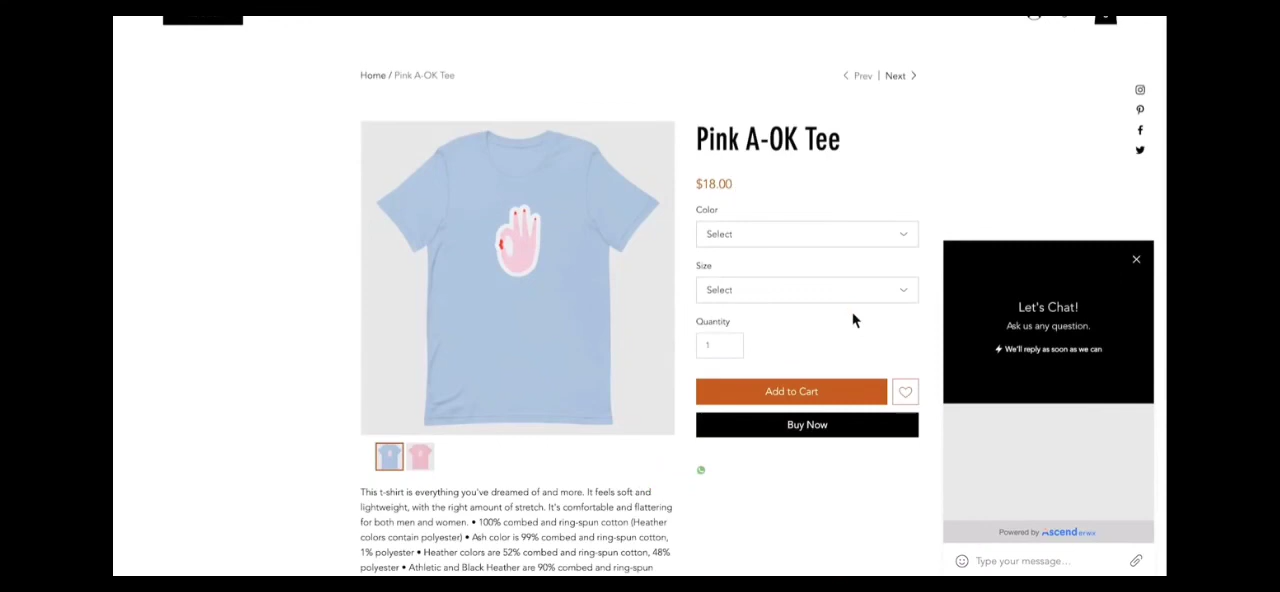 Home / Pink A-OK Tee
Prev | Next
Pink A-OK Tee
$18.00
Color
Select
Size
Select
Quantity
1
Add to Cart
Buy Now
This t-shirt is everything you've dreamed of and more. It feels soft and
lightweight, with the right amount of stretch. It's comfortable and flattering
for both men and women. • 100% combed and ring-spun cotton (Heather
colors contain polyester) • Ash color is 99% combed and ring-spun cotton,
1% polyester • Heather colors are 52% combed and ring-spun cotton, 48%
polyester • Athletic and Black Heather are 90% combed and ring-spun
Let's Chat!
Ask us any question.
We'll reply as soon as we can
Powered by Ascend BY WIX
Type your message...